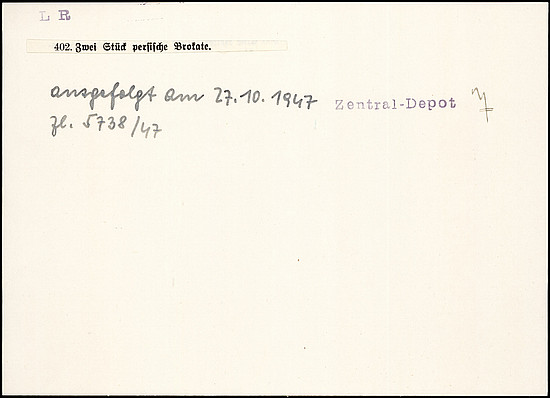 L R
402. Zwei Stück persische Brokate.
ausgefolgt am 27.10.1947 Zentral-Depot
Zl. 5738/47